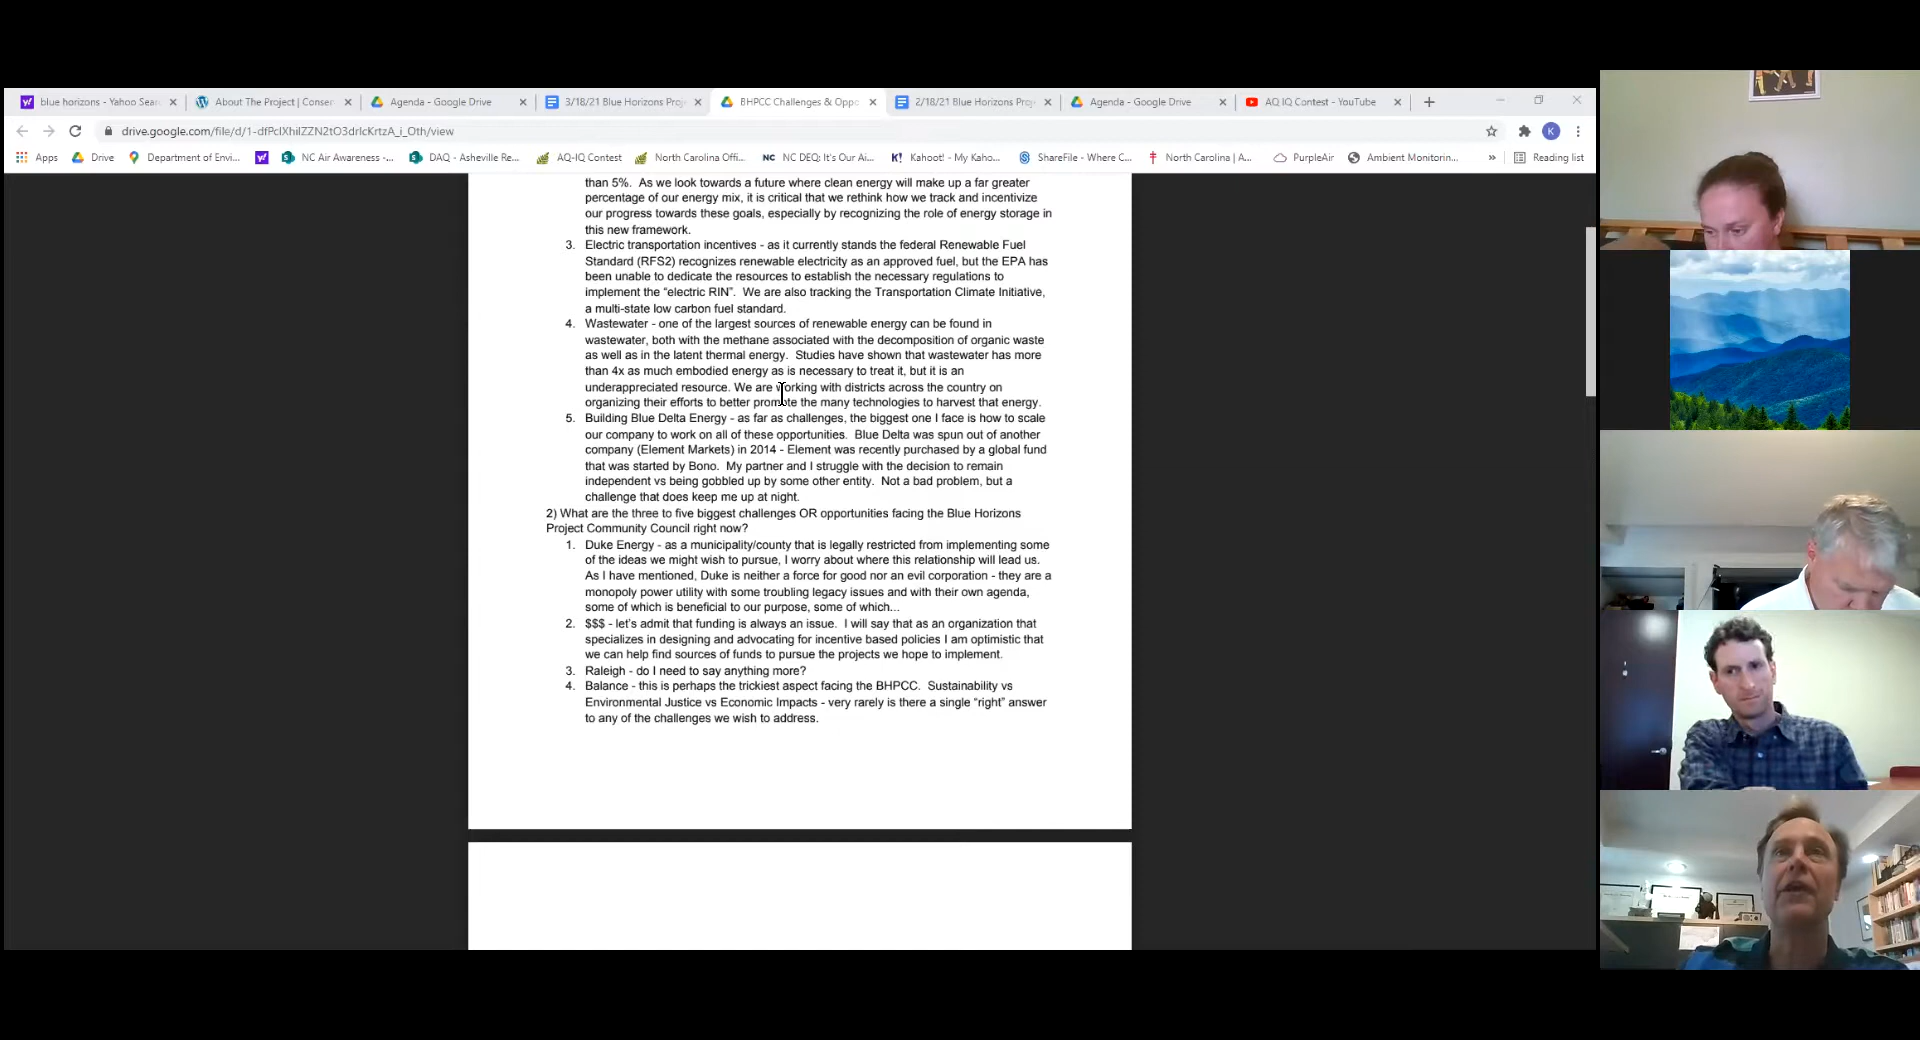 blue horizons - Yahoo Sear
About The Project | Conser
Agenda - Google Drive
3/18/21 Blue Horizons Proj
BHPCC Challenges & Oppo
2/18/21 Blue Horizons Proj
Agenda - Google Drive
AQ IQ Contest - YouTube
drive.google.com/file/d/1-dfPclXhilZZN2tO3drIcKrtzA_i_Oth/view
K
Apps
Drive
Department of Envi...
NC Air Awareness -...
DAQ - Asheville Re...
AQ-IQ Contest
North Carolina Offi...
NC DEQ: It's Our Ai...
Kahoot! - My Kaho...
ShareFile - Where C...
North Carolina | A...
PurpleAir
Ambient Monitorin...
Reading list
than 5%. As we look towards a future where clean energy will make up a far greater
percentage of our energy mix, it is critical that we rethink how we track and incentivize
our progress towards these goals, especially by recognizing the role of energy storage in
this new framework.
3. Electric transportation incentives - as it currently stands the federal Renewable Fuel
Standard (RFS2) recognizes renewable electricity as an approved fuel, but the EPA has
been unable to dedicate the resources to establish the necessary regulations to
implement the “electric RIN”. We are also tracking the Transportation Climate Initiative,
a multi-state low carbon fuel standard.
4. Wastewater - one of the largest sources of renewable energy can be found in
wastewater, both with the methane associated with the decomposition of organic waste
as well as in the latent thermal energy. Studies have shown that wastewater has more
than 4x as much embodied energy as is necessary to treat it, but it is an
underappreciated resource. We are working with districts across the country on
organizing their efforts to better promote the many technologies to harvest that energy.
5. Building Blue Delta Energy - as far as challenges, the biggest one I face is how to scale
our company to work on all of these opportunities. Blue Delta was spun out of another
company (Element Markets) in 2014 - Element was recently purchased by a global fund
that was started by Bono. My partner and I struggle with the decision to remain
independent vs being gobbled up by some other entity. Not a bad problem, but a
challenge that does keep me up at night.
2) What are the three to five biggest challenges OR opportunities facing the Blue Horizons
Project Community Council right now?
1. Duke Energy - as a municipality/county that is legally restricted from implementing some
of the ideas we might wish to pursue, I worry about where this relationship will lead us.
As I have mentioned, Duke is neither a force for good nor an evil corporation - they are a
monopoly power utility with some troubling legacy issues and with their own agenda,
some of which is beneficial to our purpose, some of which...
2. $$$ - let’s admit that funding is always an issue. I will say that as an organization that
specializes in designing and advocating for incentive based policies I am optimistic that
we can help find sources of funds to pursue the projects we hope to implement.
3. Raleigh - do I need to say anything more?
4. Balance - this is perhaps the trickiest aspect facing the BHPCC. Sustainability vs
Environmental Justice vs Economic Impacts - very rarely is there a single “right” answer
to any of the challenges we wish to address.